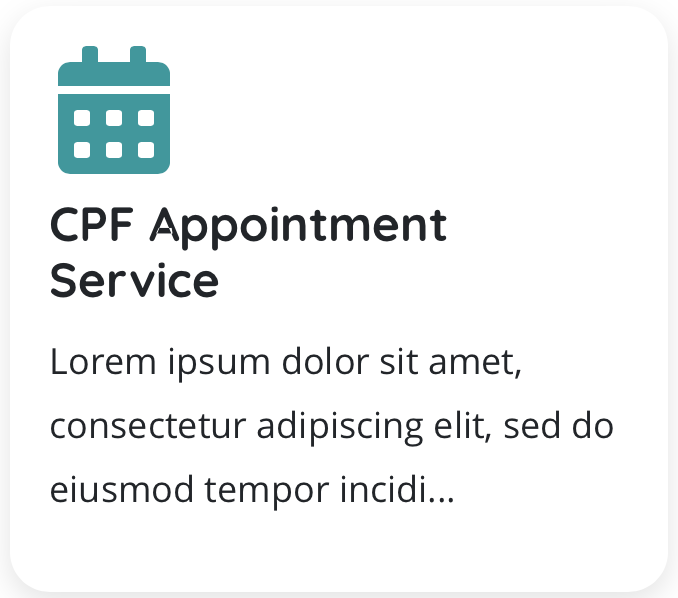 CPF Appointment
Service
Lorem ipsum dolor sit amet,
consectetur adipiscing elit, sed do
eiusmod tempor incidi...